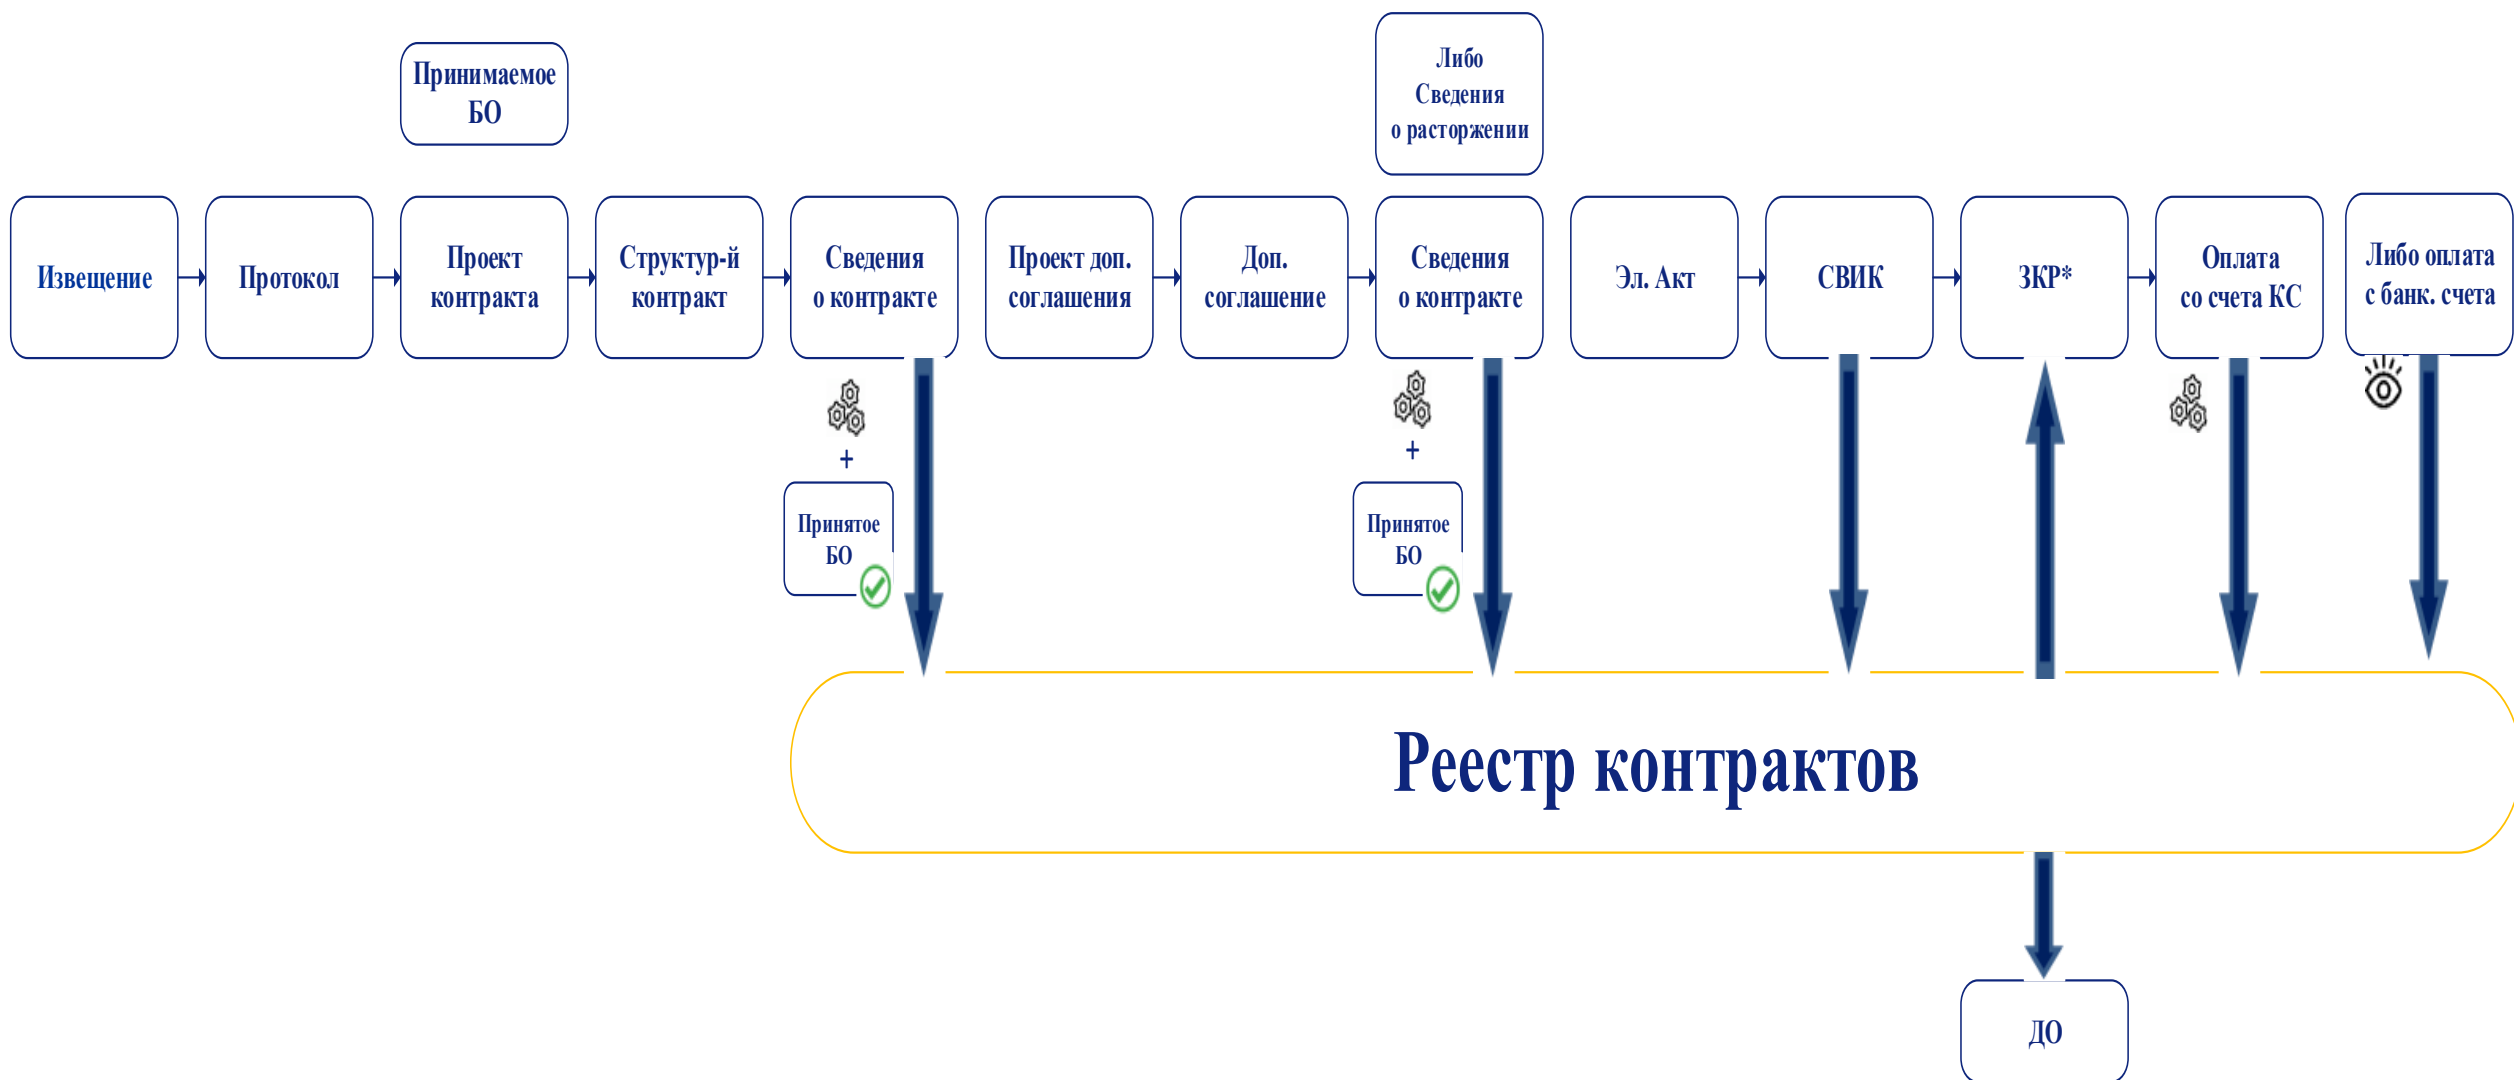 Принимаемое
БО
Либо
Сведения
о расторжении
Извещение
Протокол
Проект
контракта
Структур-й
контракт
Сведения
о контракте
Проект доп.
соглашения
Доп.
соглашение
Сведения
о контракте
Эл. Акт
СВИК
ЗКР*
Оплата
со счета КС
Либо оплата
с банк. счета
+
Принятое
БО
+
Принятое
БО
Реестр контрактов
ДО